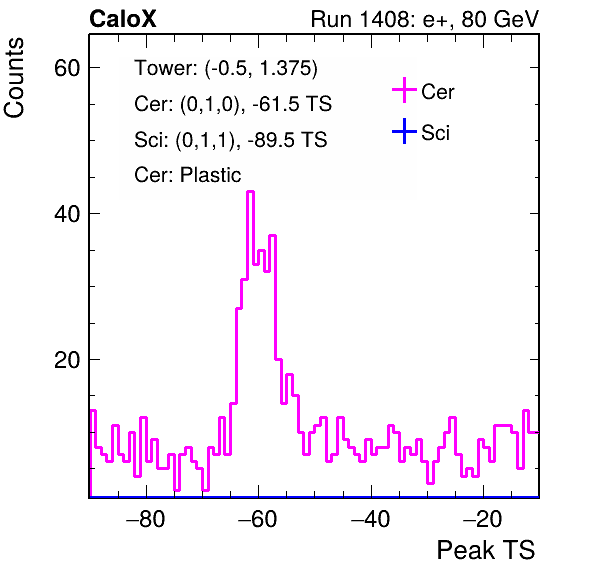 CaloX Run 1408: e+, 80 GeV
Counts
Tower: (-0.5, 1.375)
Cer: (0,1,0), -61.5 TS
Sci: (0,1,1), -89.5 TS
Cer: Plastic
Cer
Sci
60
40
20
−80 −60 −40 −20
Peak TS